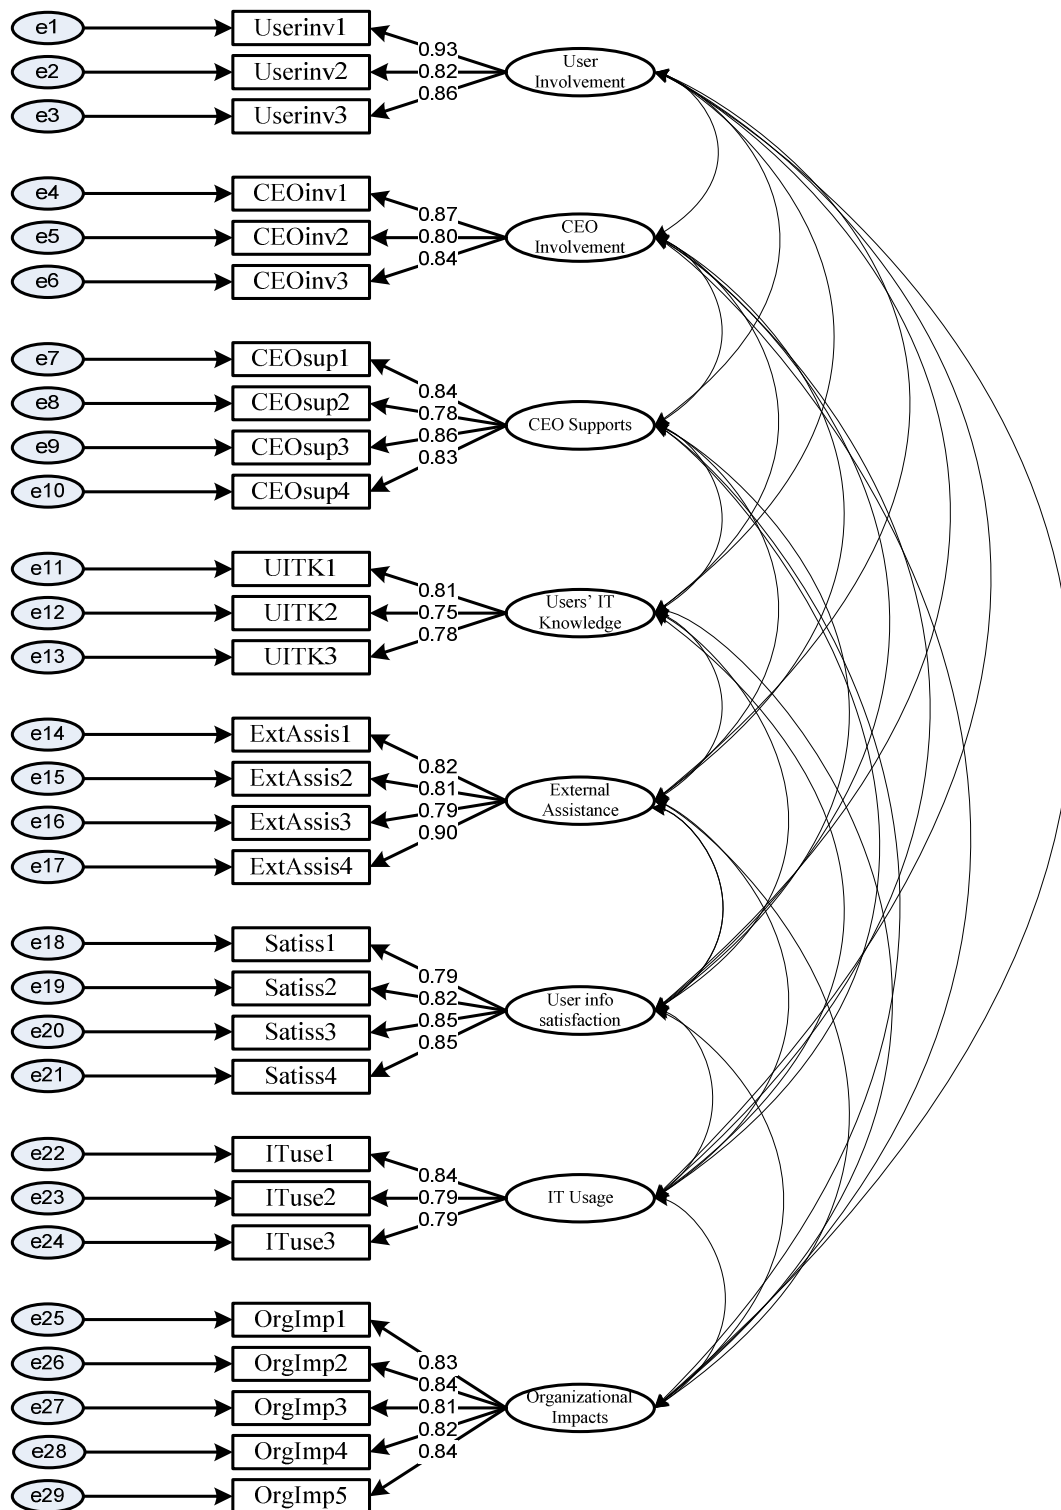 e1 Userinv1
0.93
User
Involvement
e2 Userinv2
0.82
e3 Userinv3
0.86
e4 CEOinv1
0.87
CEO
Involvement
e5 CEOinv2
0.80
e6 CEOinv3
0.84
e7 CEOsup1
0.84
e8 CEOsup2
0.78
CEO Supports
e9 CEOsup3
0.86
e10 CEOsup4
0.83
e11 UITK1
0.81
Users’ IT
Knowledge
e12 UITK2
0.75
e13 UITK3
0.78
e14 ExtAssis1
0.82
e15 ExtAssis2
0.81
External
Assistance
e16 ExtAssis3
0.79
e17 ExtAssis4
0.90
e18 Satiss1
0.79
e19 Satiss2
0.82
User info
satisfaction
e20 Satiss3
0.85
e21 Satiss4
0.85
e22 ITuse1
0.84
e23 ITuse2
0.79
IT Usage
e24 ITuse3
0.79
e25 OrgImp1
0.83
e26 OrgImp2
0.84
Organizational
Impacts
e27 OrgImp3
0.81
e28 OrgImp4
0.82
e29 OrgImp5
0.84